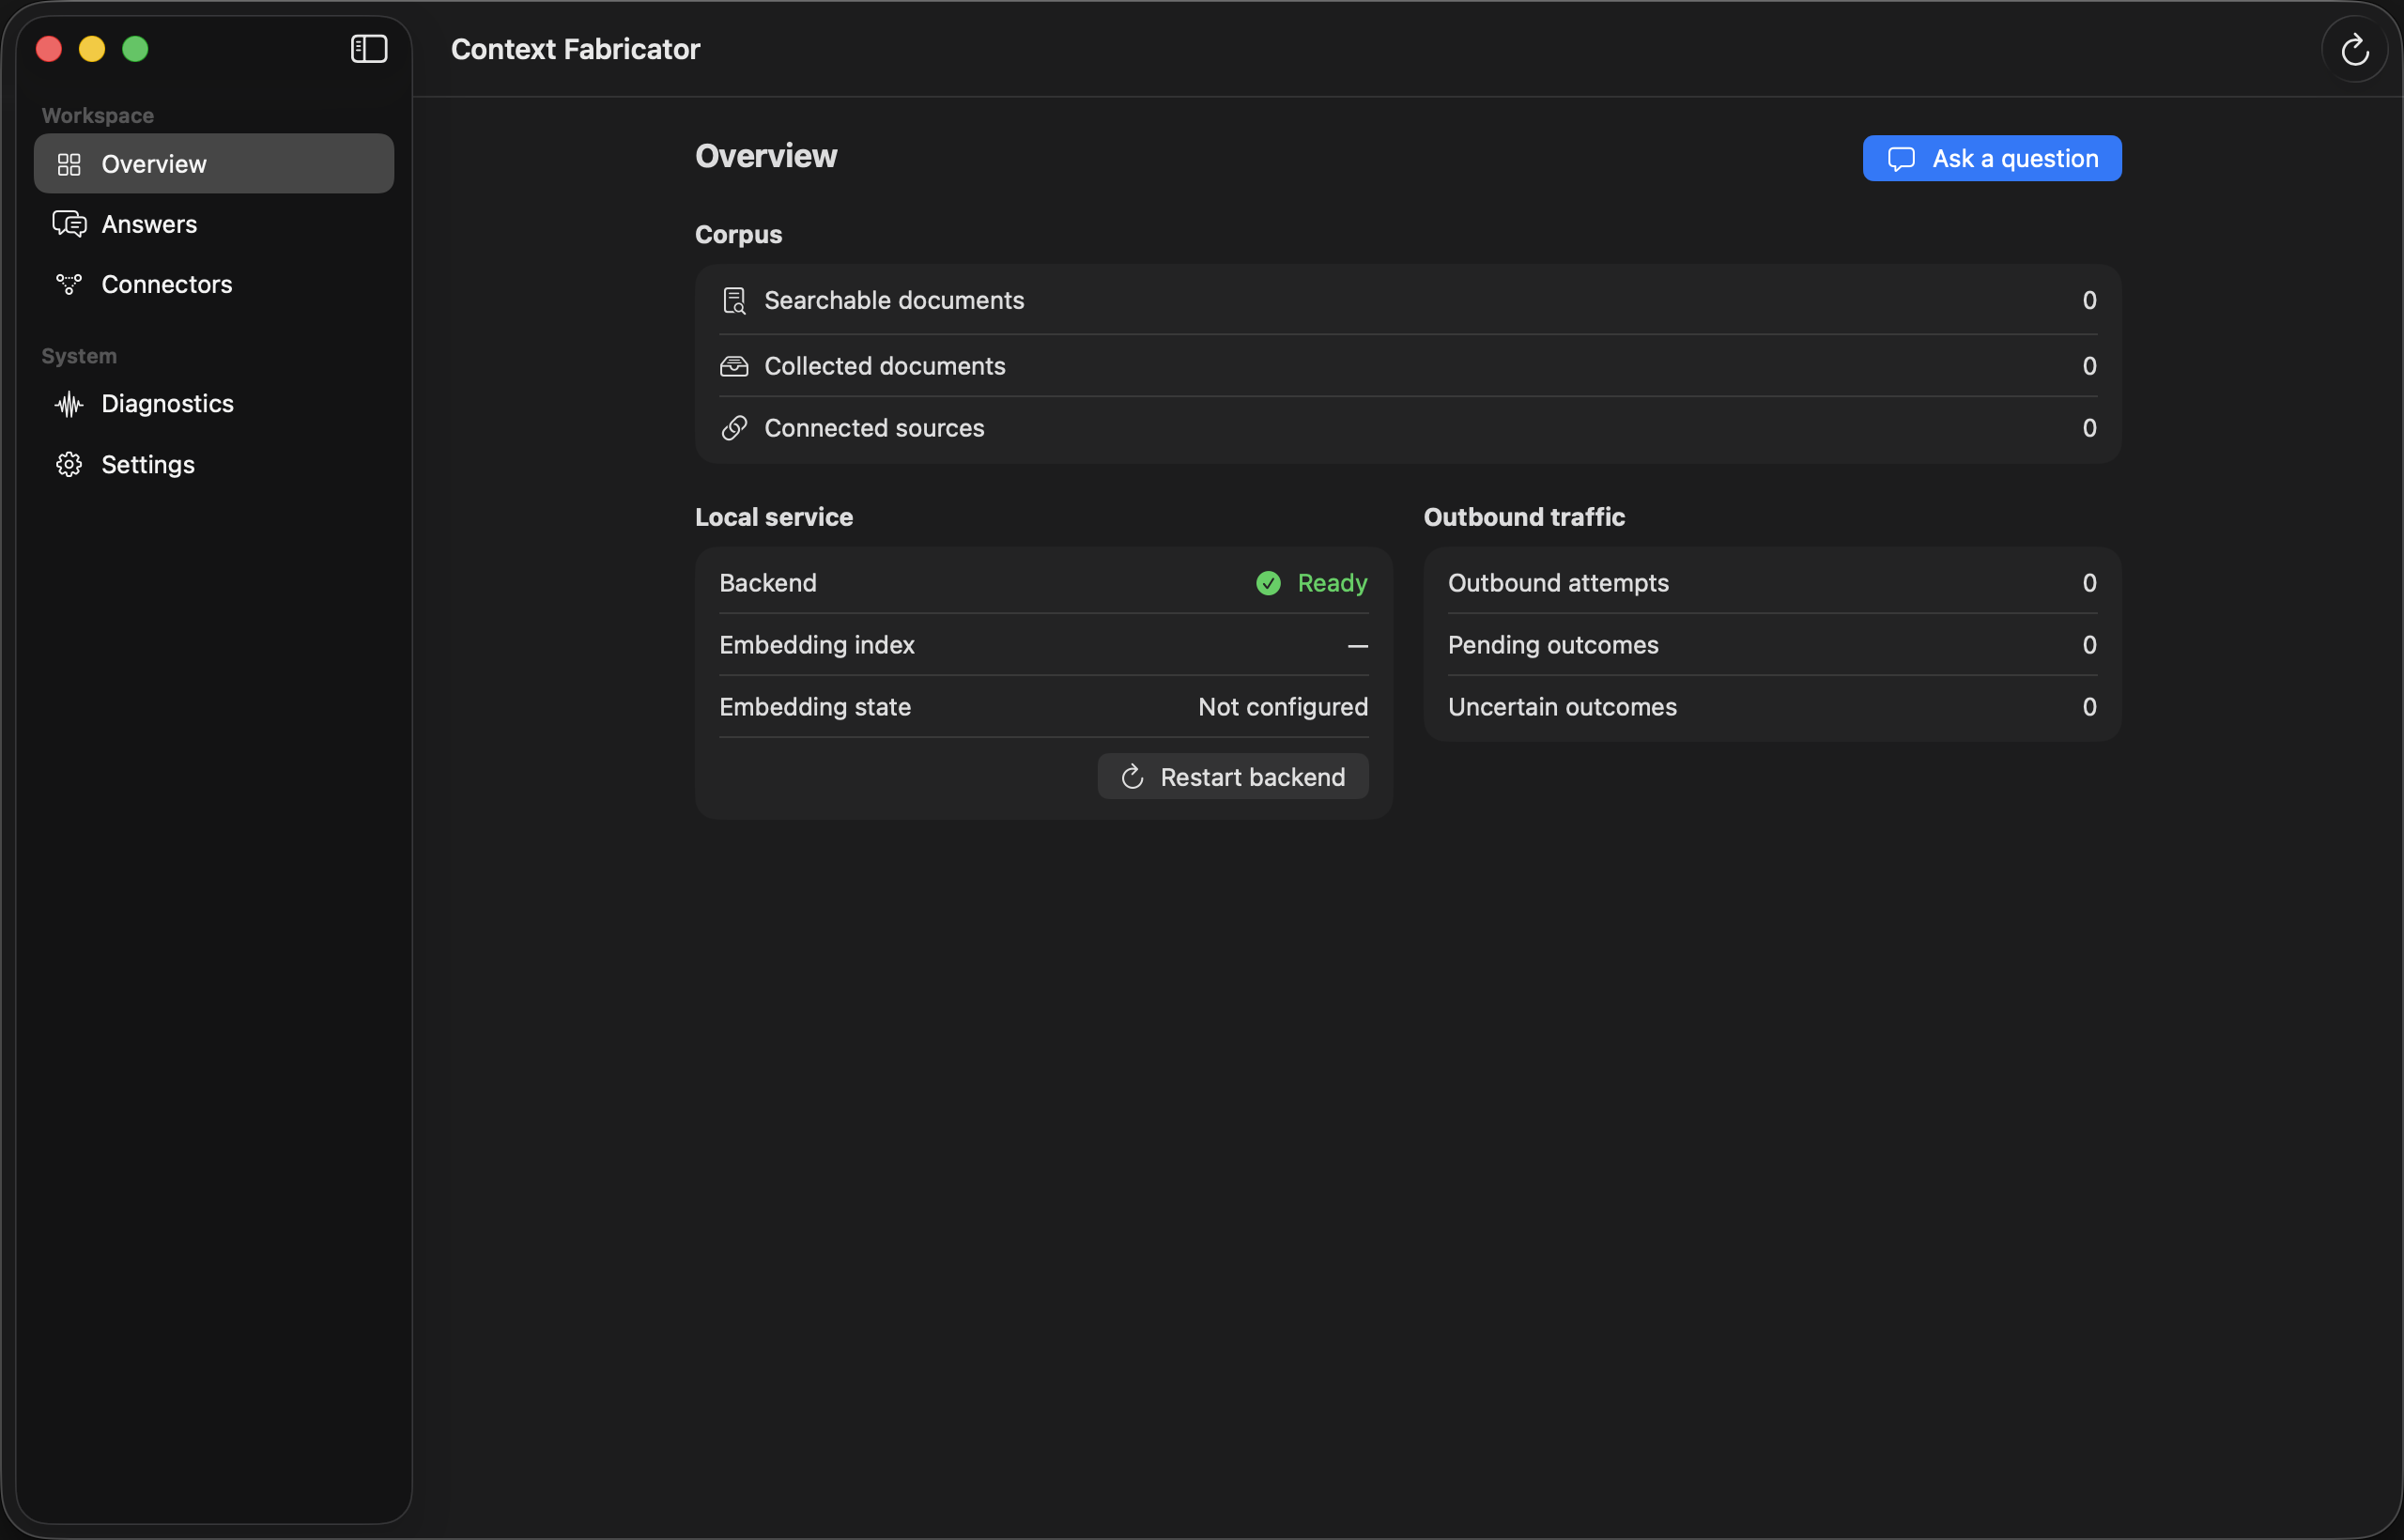 Context Fabricator
Workspace
Overview
Answers
Connectors
System
Diagnostics
Settings
Overview
Ask a question
Corpus
Searchable documents 0
Collected documents 0
Connected sources 0
Local service
Backend Ready
Embedding index —
Embedding state Not configured
Restart backend
Outbound traffic
Outbound attempts 0
Pending outcomes 0
Uncertain outcomes 0